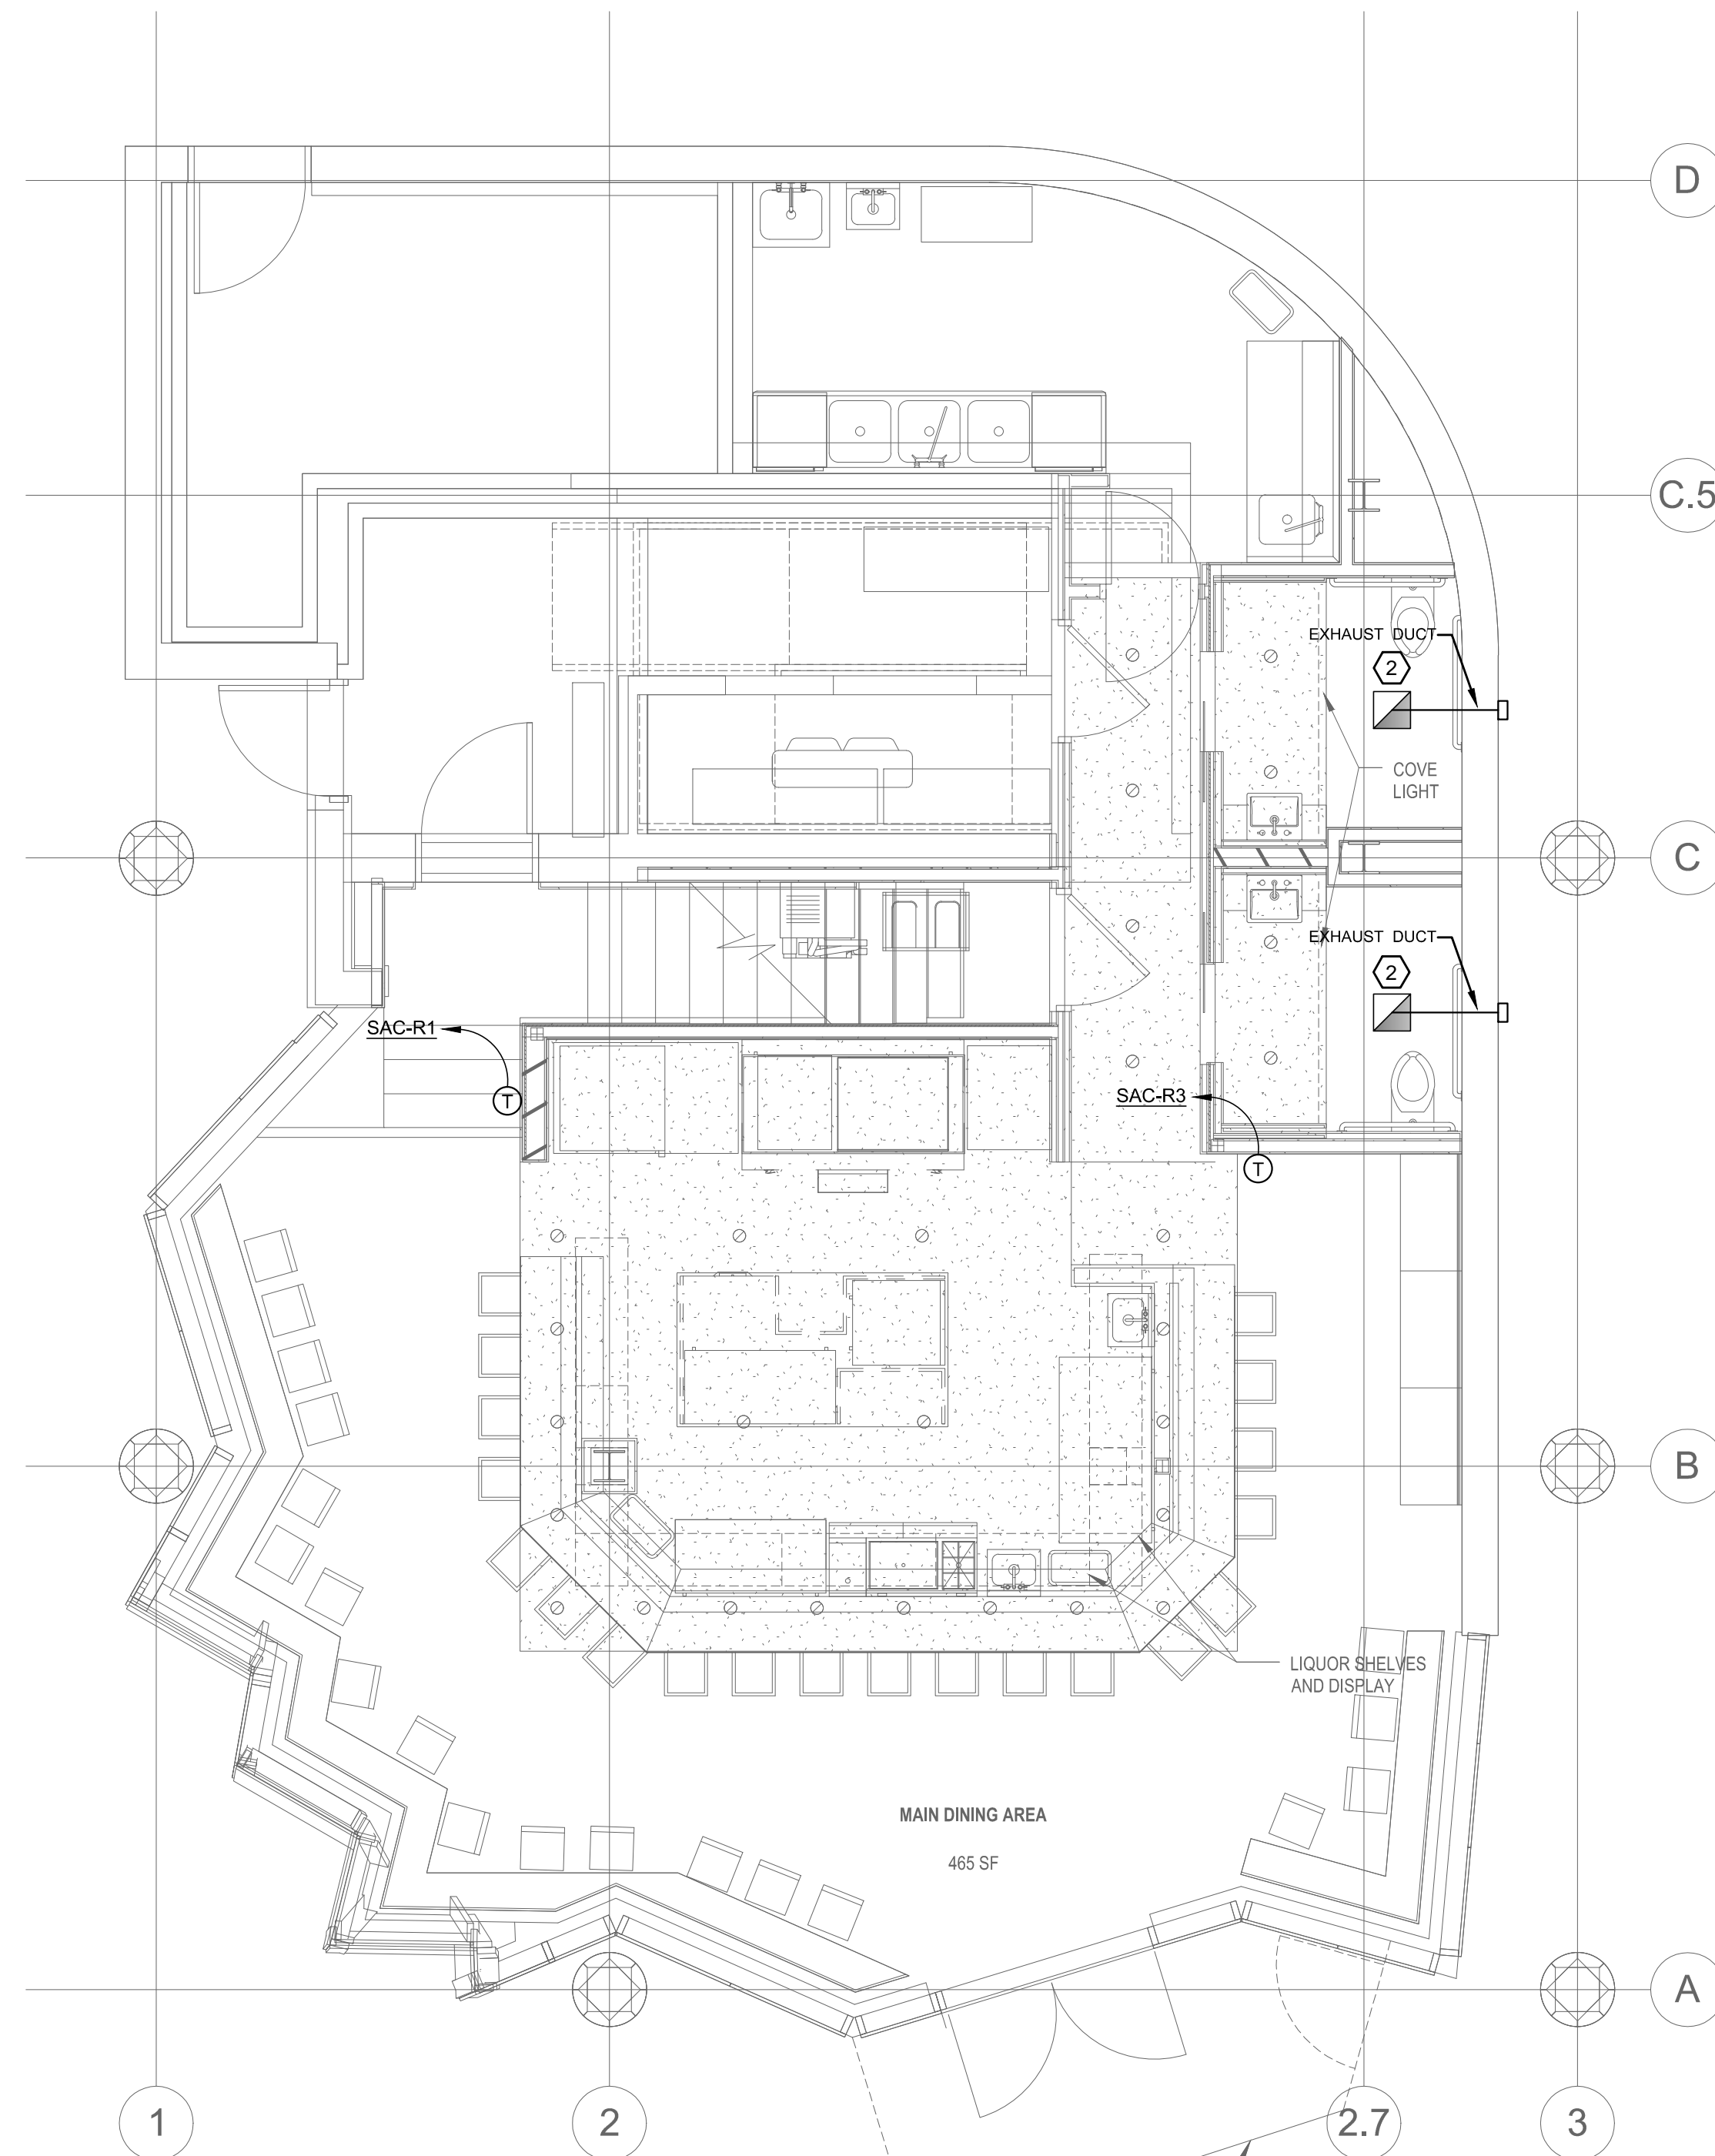 D
C.5
EXHAUST DUCT
2
COVE
LIGHT
C
EXHAUST DUCT
2
SAC-R1
T
SAC-R3
T
B
LIQUOR SHELVES
AND DISPLAY
MAIN DINING AREA
465 SF
A
1
2
2.7
3